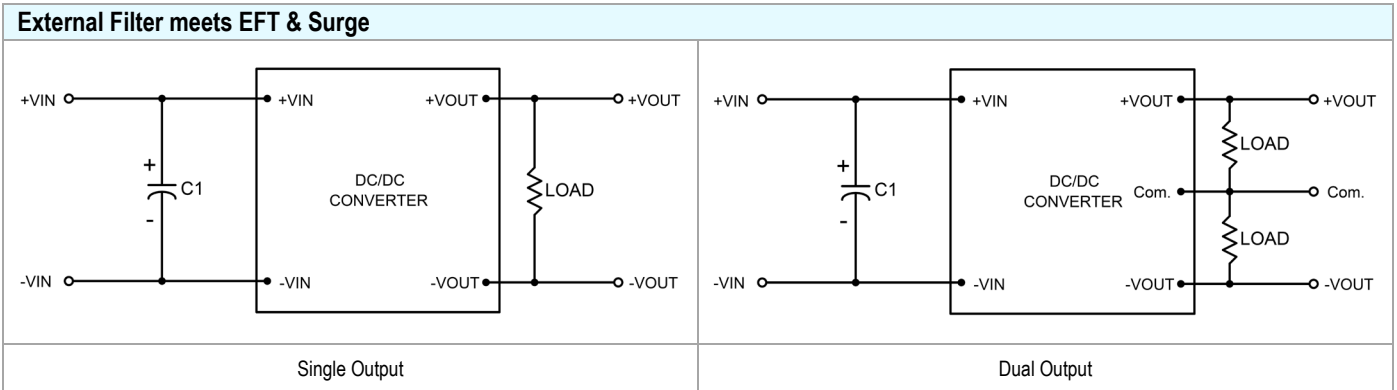 External Filter meets EFT & Surge
+VIN
+VIN
+VOUT
+VOUT
+
C1
-
DC/DC
CONVERTER
LOAD
-VIN
-VIN
-VOUT
-VOUT
Single Output
+VIN
+VIN
+VOUT
+VOUT
LOAD
+
C1
-
DC/DC
CONVERTER
Com.
Com.
LOAD
-VIN
-VIN
-VOUT
-VOUT
Dual Output